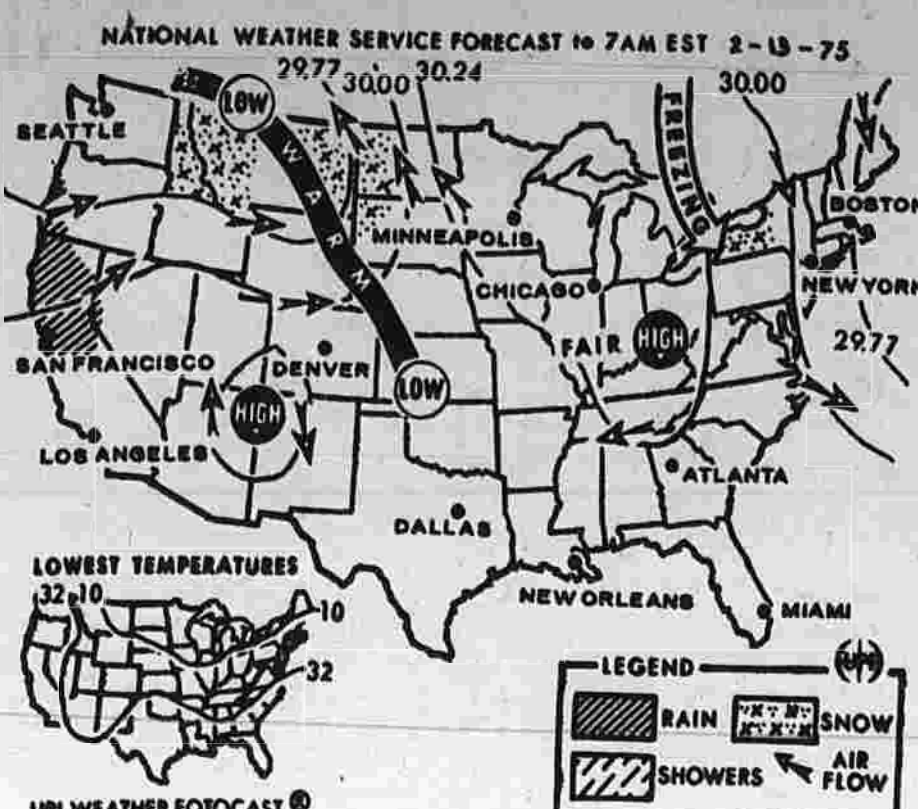 NATIONAL WEATHER SERVICE FORECAST to 7AM EST 2-13-75
29.77 30.00 30.24 30.00
LOW
SEATTLE
WARM
FREEZING
BOSTON
MINNEAPOLIS
NEW YORK
CHICAGO
29.77
FAIR HIGH
SAN FRANCISCO
DENVER
LOW
HIGH
LOS ANGELES
ATLANTA
DALLAS
NEW ORLEANS
MIAMI
LOWEST TEMPERATURES
32 10
10
32
LEGEND
UPI
RAIN
SNOW
SHOWERS
AIR
FLOW
UPI WEATHER FOTOCAST ®